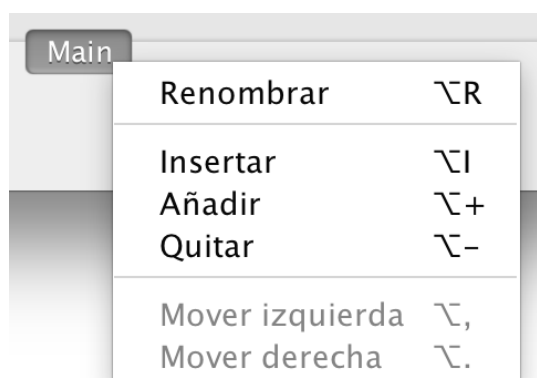 Main
Renombrar ⌥R
Insertar ⌥I
Añadir ⌥+
Quitar ⌥-
Mover izquierda ⌥,
Mover derecha ⌥.